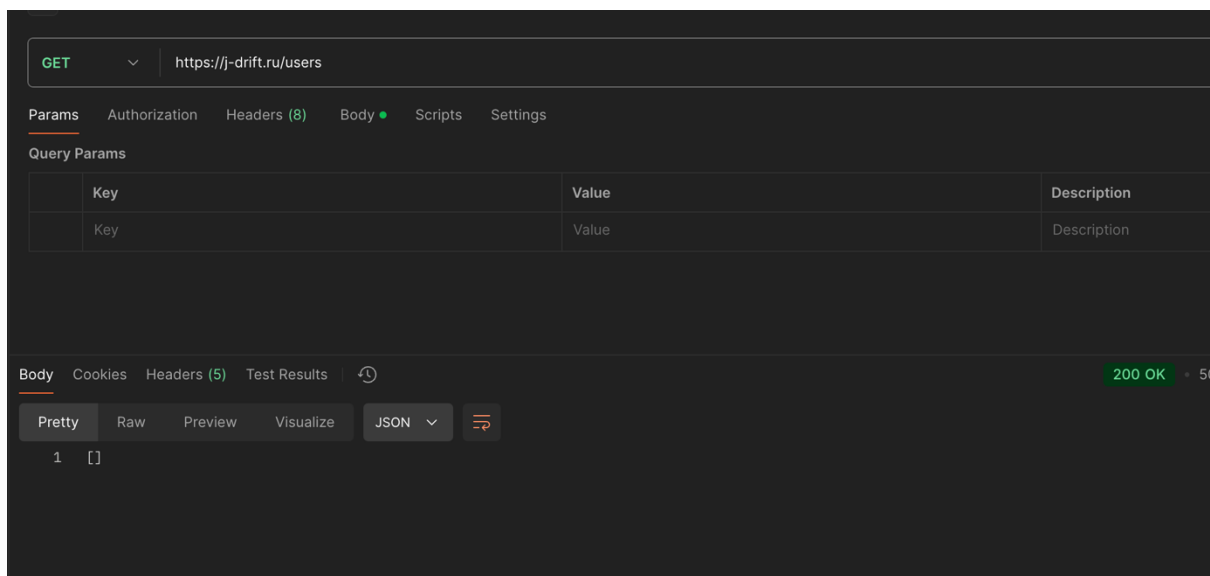 GET https://j-drift.ru/users
Params Authorization Headers (8) Body Scripts Settings
Query Params
Key Value Description
Key Value Description
Body Cookies Headers (5) Test Results 200 OK • 50
Pretty Raw Preview Visualize JSON
1 []